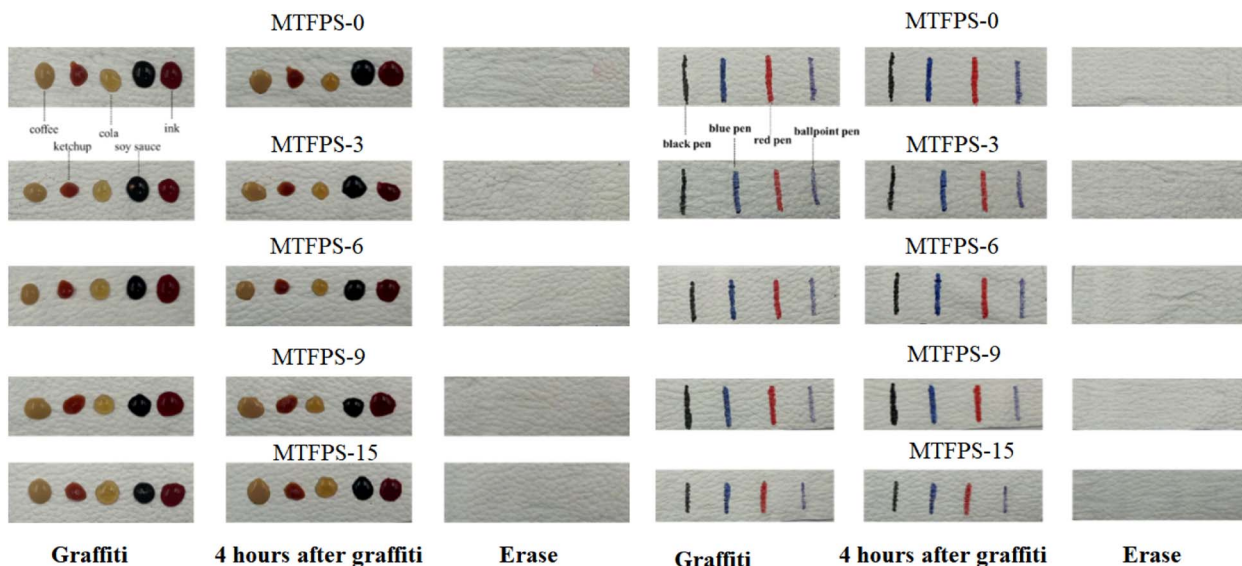 MTFPS-0
MTFPS-0
coffee
cola
ink
ketchup
soy sauce
black pen
blue pen
red pen
ballpoint pen
MTFPS-3
MTFPS-3
MTFPS-6
MTFPS-6
MTFPS-9
MTFPS-9
MTFPS-15
MTFPS-15
Graffiti
4 hours after graffiti
Erase
Graffiti
4 hours after graffiti
Erase